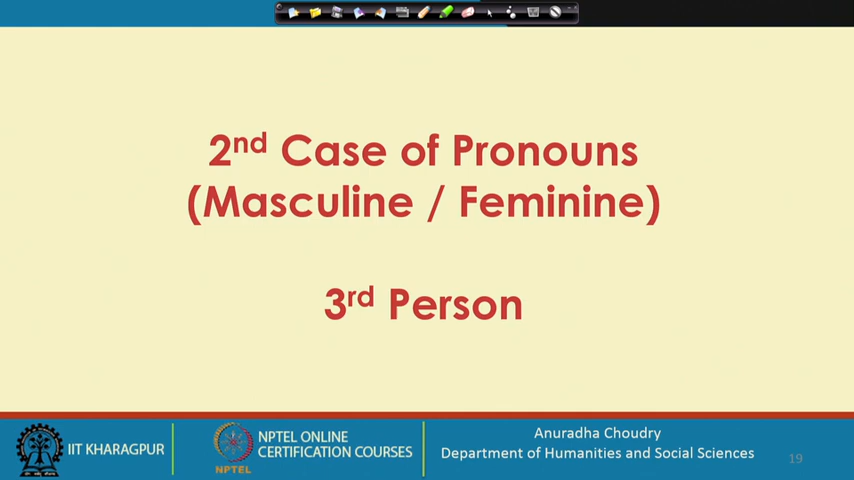 2nd Case of Pronouns
(Masculine / Feminine)
3rd Person
IIT KHARAGPUR
NPTEL
NPTEL ONLINE
CERTIFICATION COURSES
Anuradha Choudry
Department of Humanities and Social Sciences
19